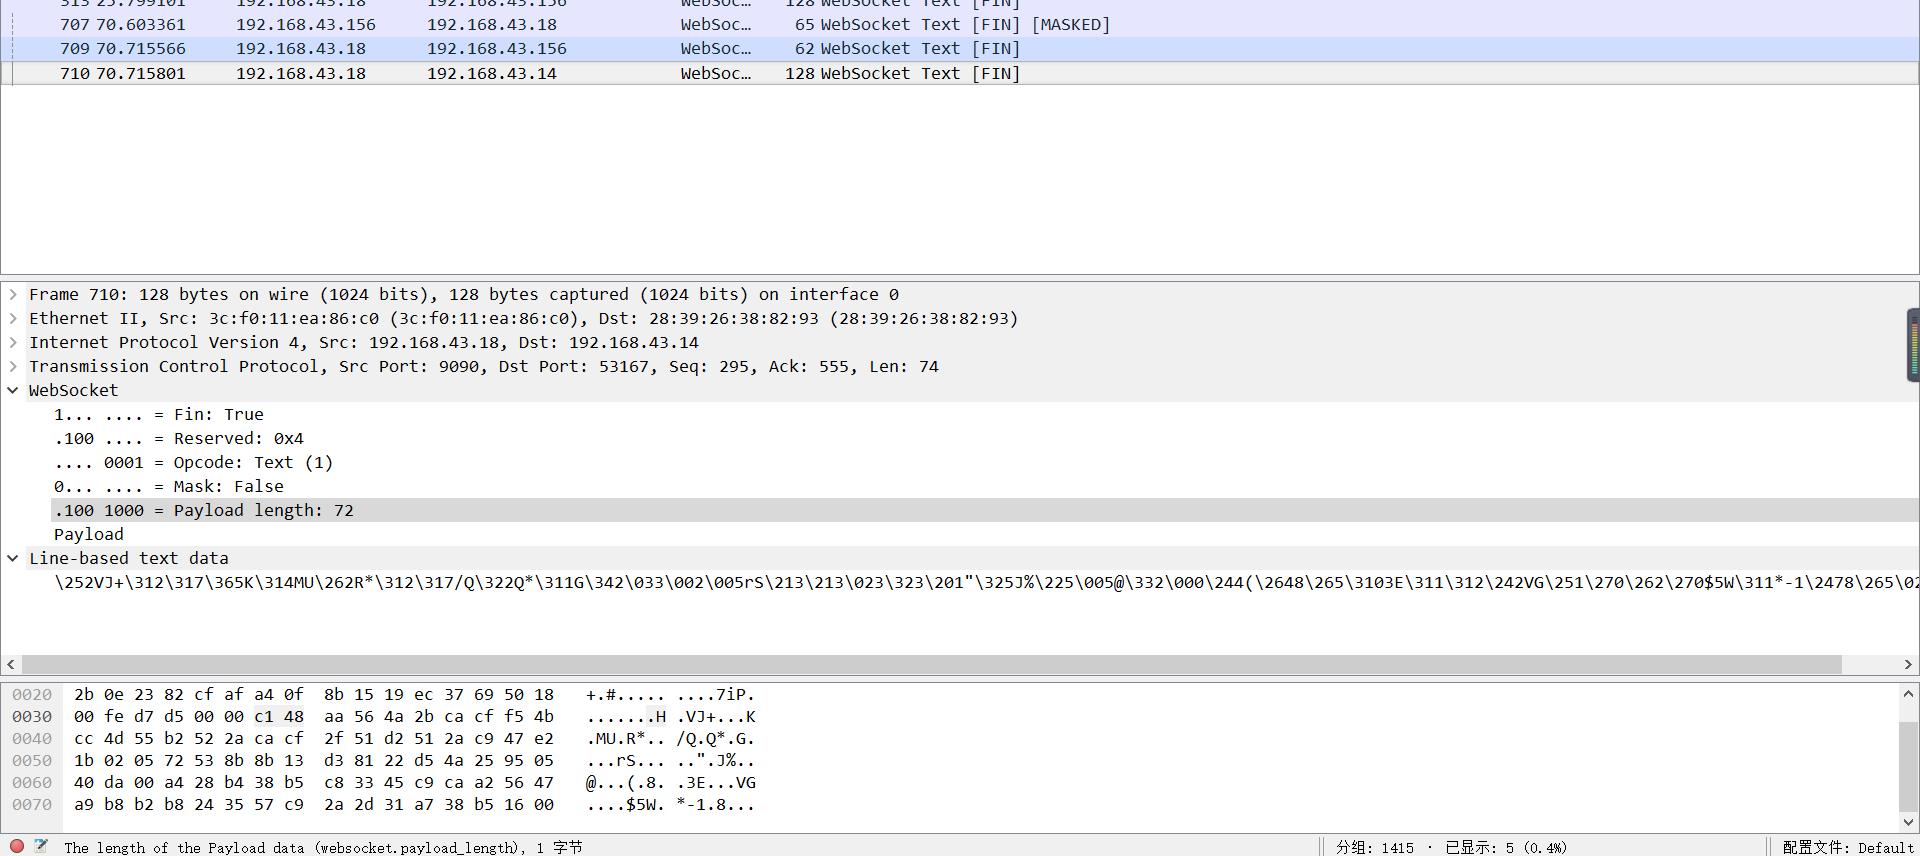 313 25.799101 192.168.43.18 192.168.43.156 WebSoc… 128 WebSocket Text [FIN]
707 70.603361 192.168.43.156 192.168.43.18 WebSoc… 65 WebSocket Text [FIN] [MASKED]
709 70.715566 192.168.43.18 192.168.43.156 WebSoc… 62 WebSocket Text [FIN]
710 70.715801 192.168.43.18 192.168.43.14 WebSoc… 128 WebSocket Text [FIN]
Frame 710: 128 bytes on wire (1024 bits), 128 bytes captured (1024 bits) on interface 0
Ethernet II, Src: 3c:f0:11:ea:86:c0 (3c:f0:11:ea:86:c0), Dst: 28:39:26:38:82:93 (28:39:26:38:82:93)
Internet Protocol Version 4, Src: 192.168.43.18, Dst: 192.168.43.14
Transmission Control Protocol, Src Port: 9090, Dst Port: 53167, Seq: 295, Ack: 555, Len: 74
WebSocket
1... .... = Fin: True
.100 .... = Reserved: 0x4
.... 0001 = Opcode: Text (1)
0... .... = Mask: False
.100 1000 = Payload length: 72
Payload
Line-based text data
\252VJ+\312\317\365K\314MU\262R*\312\317/Q\322Q*\311G\342\033\002\005rS\213\213\023\323\201"\325J%\225\005@\332\000\244(\2648\265\3103E\311\312\242VG\251\270\262\270$5W\311*-1\2478\265\02
0020 2b 0e 23 82 cf af a4 0f 8b 15 19 ec 37 69 50 18 +.#..... ....7iP.
0030 00 fe d7 d5 00 00 c1 48 aa 56 4a 2b ca cf f5 4b .......H .VJ+...K
0040 cc 4d 55 b2 52 2a ca cf 2f 51 d2 51 2a c9 47 e2 .MU.R*.. /Q.Q*.G.
0050 1b 02 05 72 53 8b 8b 13 d3 81 22 d5 4a 25 95 05 ...rS... ..".J%..
0060 40 da 00 a4 28 b4 38 b5 c8 33 45 c9 ca a2 56 47 @...(.8. .3E...VG
0070 a9 b8 b2 b8 24 35 57 c9 2a 2d 31 a7 38 b5 16 00 ....$5W. *-1.8...
The length of the Payload data (websocket.payload_length), 1 字节 分组: 1415 · 已显示: 5 (0.4%) 配置文件: Default